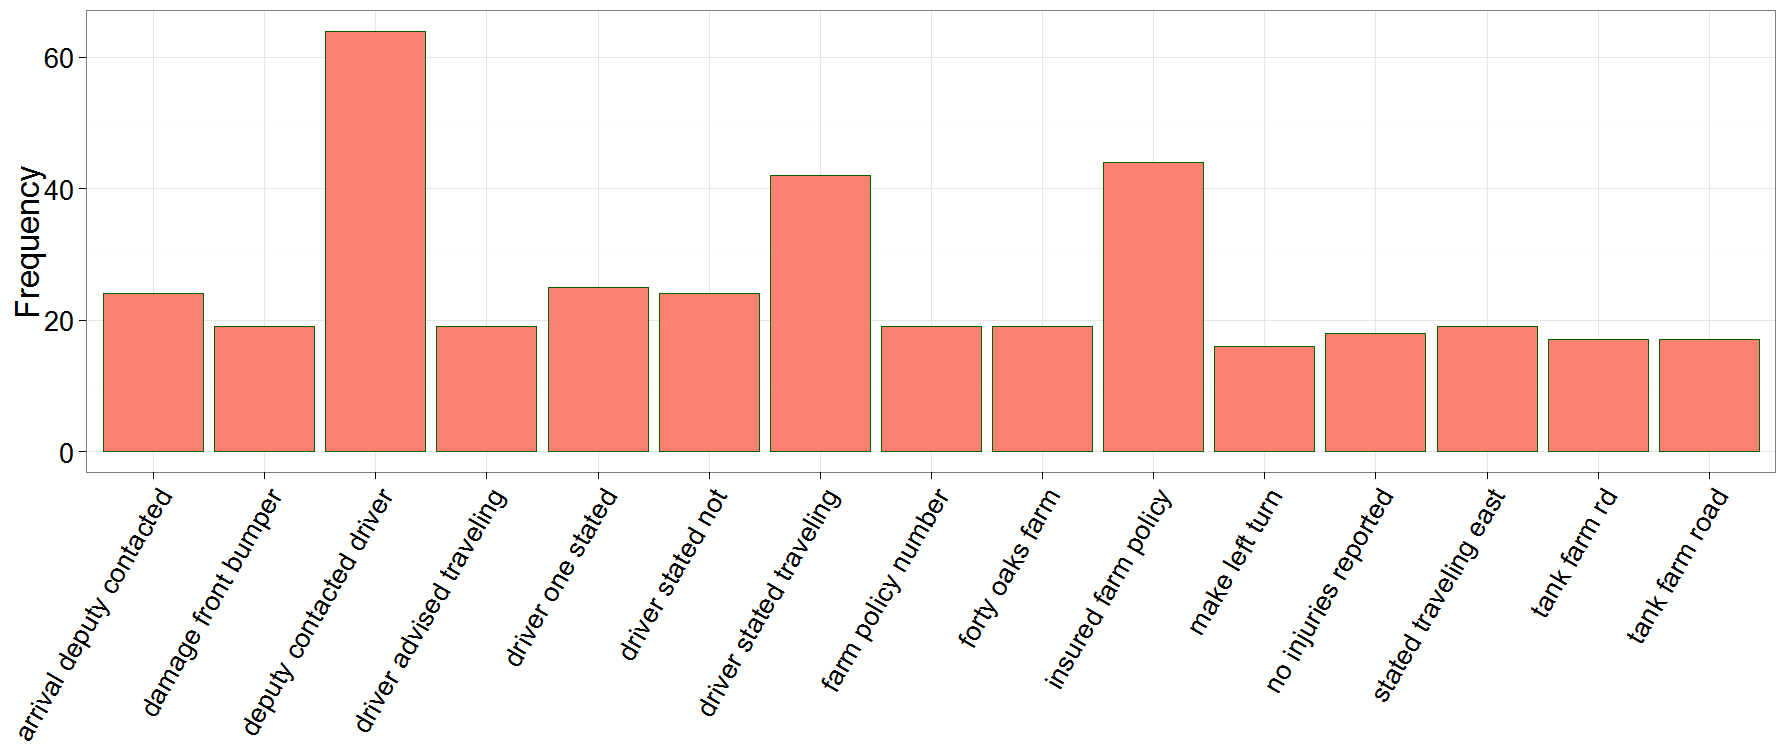 Frequency
60
40
20
0
arrival deputy contacted
damage front bumper
deputy contacted driver
driver advised traveling
driver one stated
driver stated not
driver stated traveling
farm policy number
forty oaks farm
insured farm policy
make left turn
no injuries reported
stated traveling east
tank farm rd
tank farm road